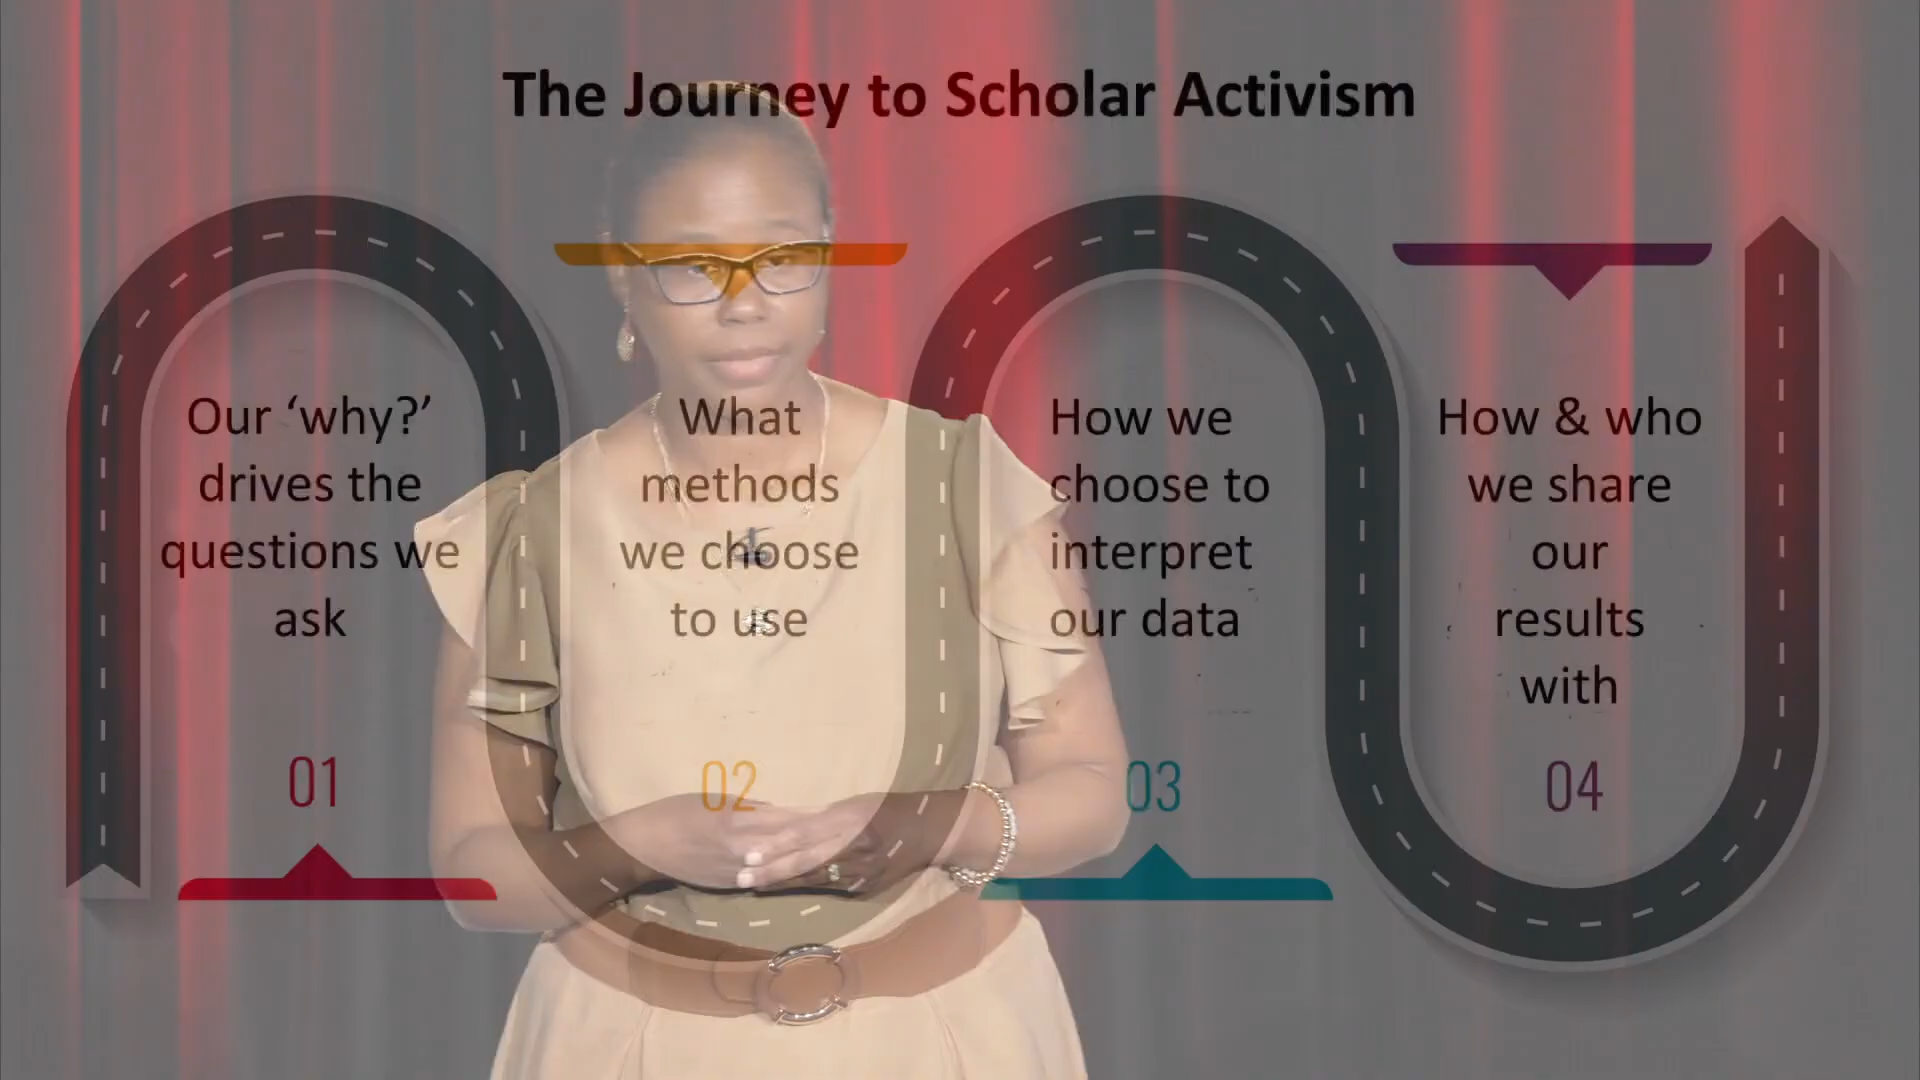 The Journey to Scholar Activism
Our ‘why?’
drives the
questions we
ask
01
What
methods
we choose
to use
02
How we
choose to
interpret
our data
03
How & who
we share
our
results
with
04